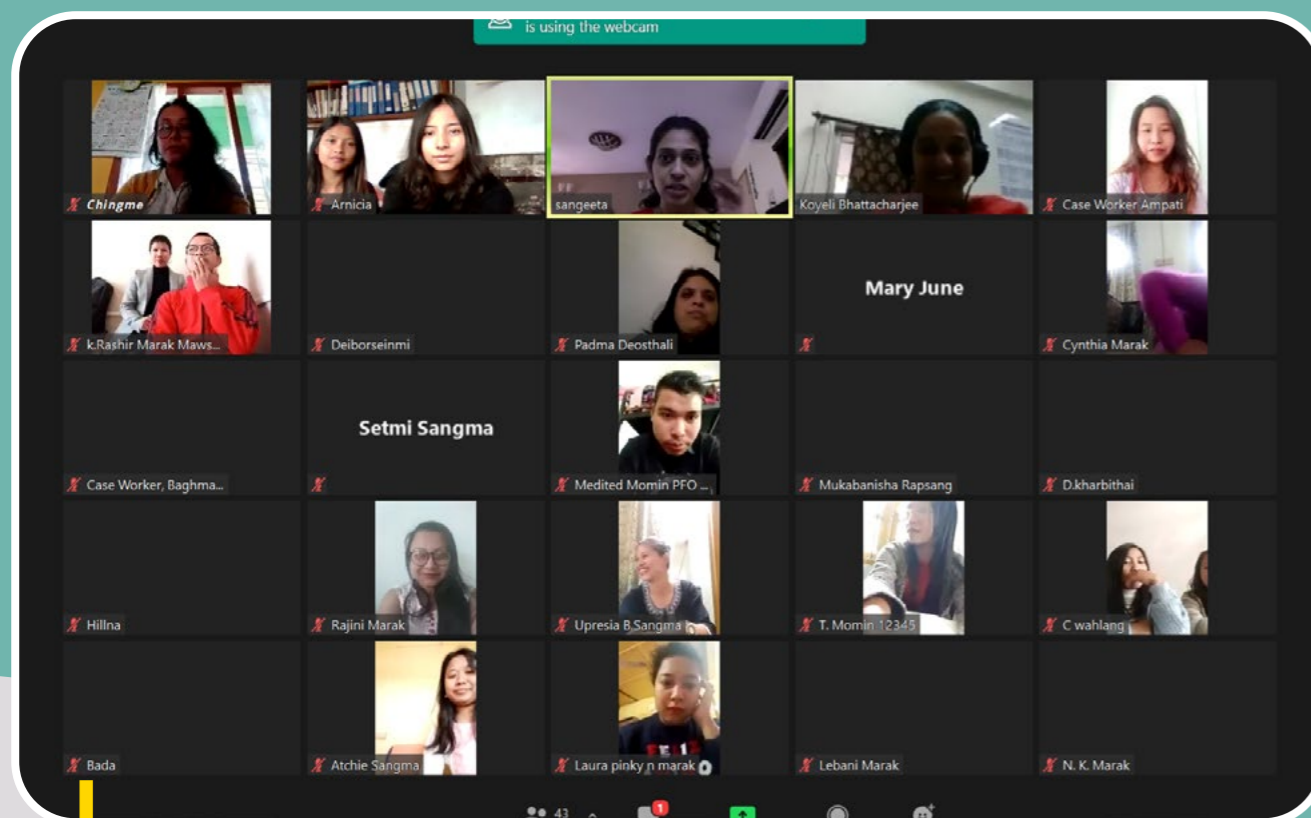 is using the webcam
Chingme
Arnicia
sangeeta
Koyeli Bhattacharjee
Case Worker Ampati
k.Rashir Marak Maws...
Deiborseinmi
Padma Deosthali
Mary June
Cynthia Marak
Case Worker, Baghma...
Setmi Sangma
Medited Momin PFO ...
Mukabanisha Rapsang
D.kharbithai
Hillna
Rajini Marak
Upresia B.Sangma
T. Momin 12345
C wahlang
Bada
Atchie Sangma
Laura pinky n marak
Lebani Marak
N. K. Marak
43
1